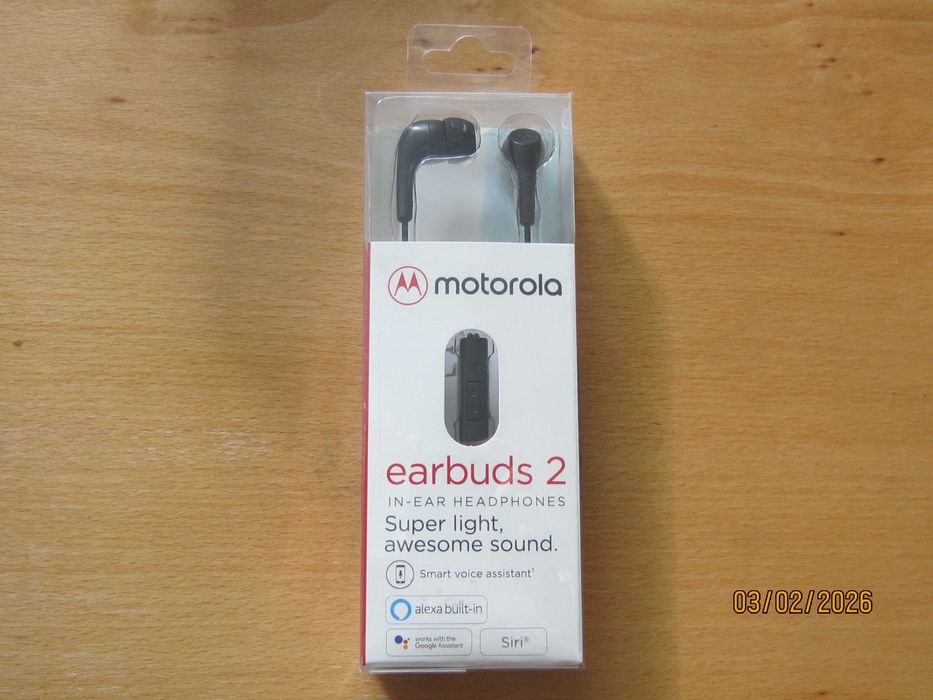 motorola
earbuds 2
IN-EAR HEADPHONES
Super light,
awesome sound.
Smart voice assistant¹
alexa built-in
works with the
Google Assistant
Siri®
03/02/2026